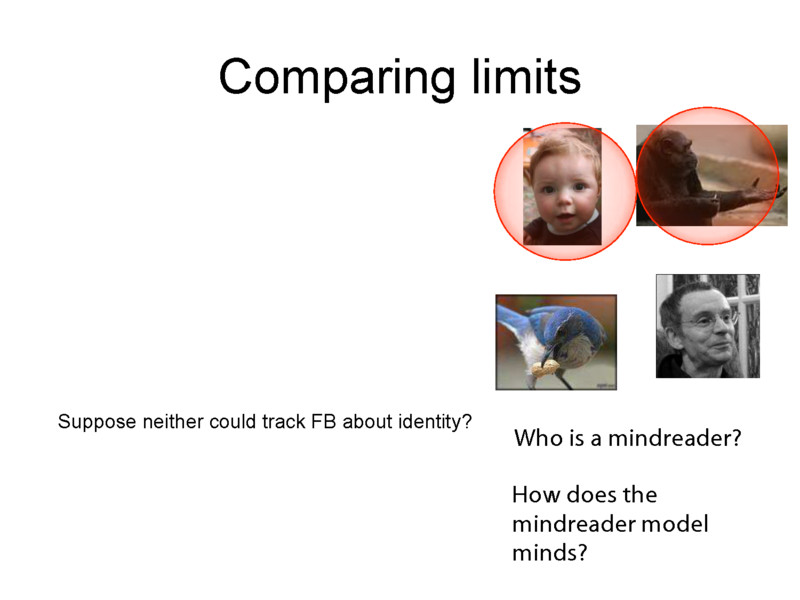 Comparing limits
Suppose neither could track FB about identity?
Who is a mindreader?
How does the
mindreader model
minds?